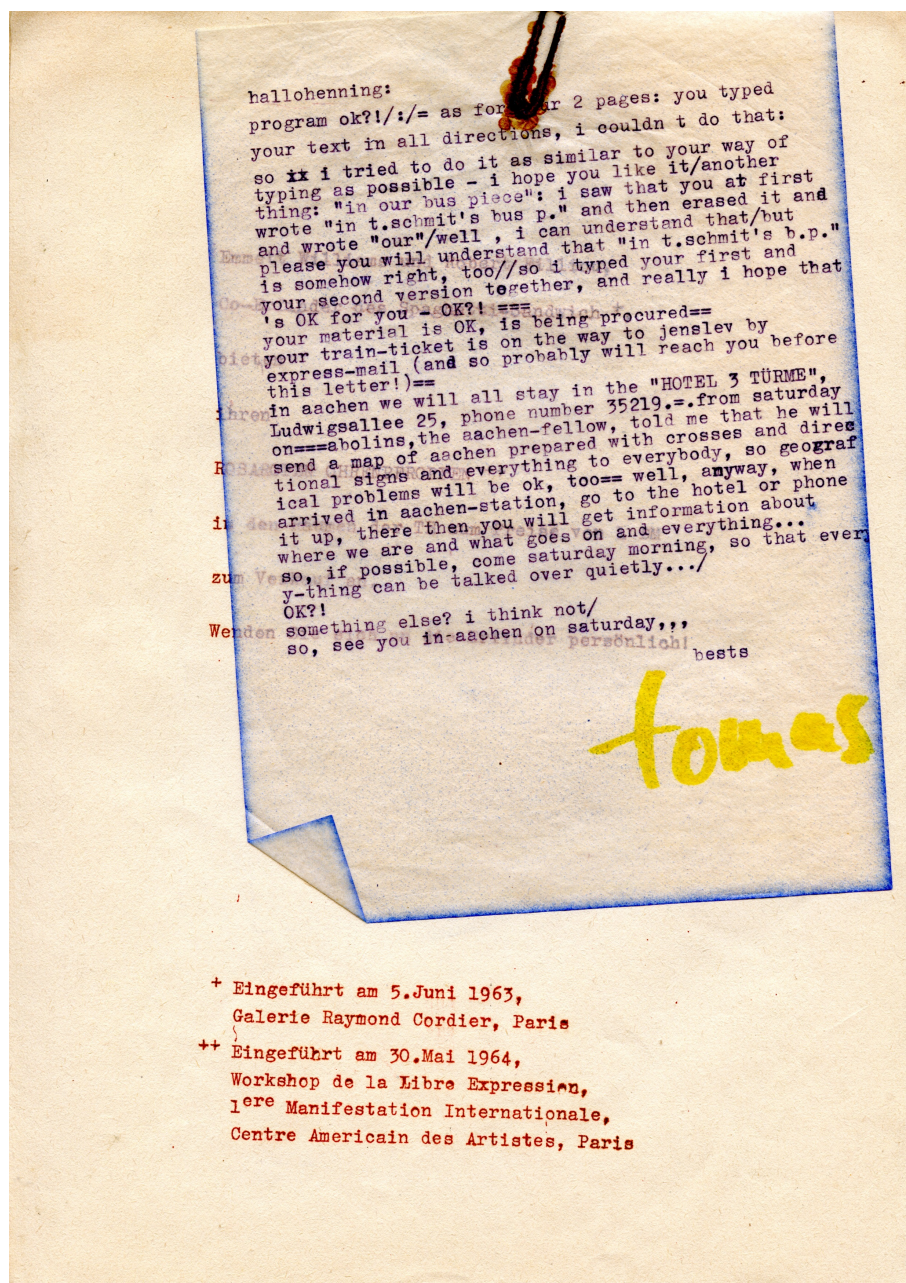 hallohenning:
program ok?!/:/= as for 2 pages: you typed
your text in all directions, i couldn t do that:
so i tried to do it as similar to your way of
typing as possible - i hope you like it/another
thing: "in our bus piece": i saw that you at first
wrote "in t.schmit's bus p." and then erased it and
and wrote "our"/well , i can understand that/but
please you will understand that "in t.schmit's b.p."
is somehow right, too//so i typed your first and
your second version together, and really i hope that
's OK for you - OK?! ===
your material is OK, is being procured==
your train-ticket is on the way to jenslev by
express-mail (and so probably will reach you before
this letter!)==
in aachen we will all stay in the "HOTEL 3 TÜRME",
Ludwigsallee 25, phone number 35219.=.from saturday
on===abolins,the aachen-fellow, told me that he will
send a map of aachen prepared with crosses and direc
tional signs and everything to everybody, so geograf
ical problems will be ok, too== well, anyway, when
arrived in aachen-station, go to the hotel or phone
it up, there then you will get information about
where we are and what goes on and everything...
so, if possible, come saturday morning, so that ever
y-thing can be talked over quietly.../
OK?!
something else? i think not/
so, see you in aachen on saturday,,,
bests
tomas
ihren
in den
zum
Wenden
persönlich!
+ Eingeführt am 5.Juni 1963,
Galerie Raymond Cordier, Paris
++ Eingeführt am 30.Mai 1964,
Workshop de la Libre Expression,
1ere Manifestation Internationale,
Centre Americain des Artistes, Paris